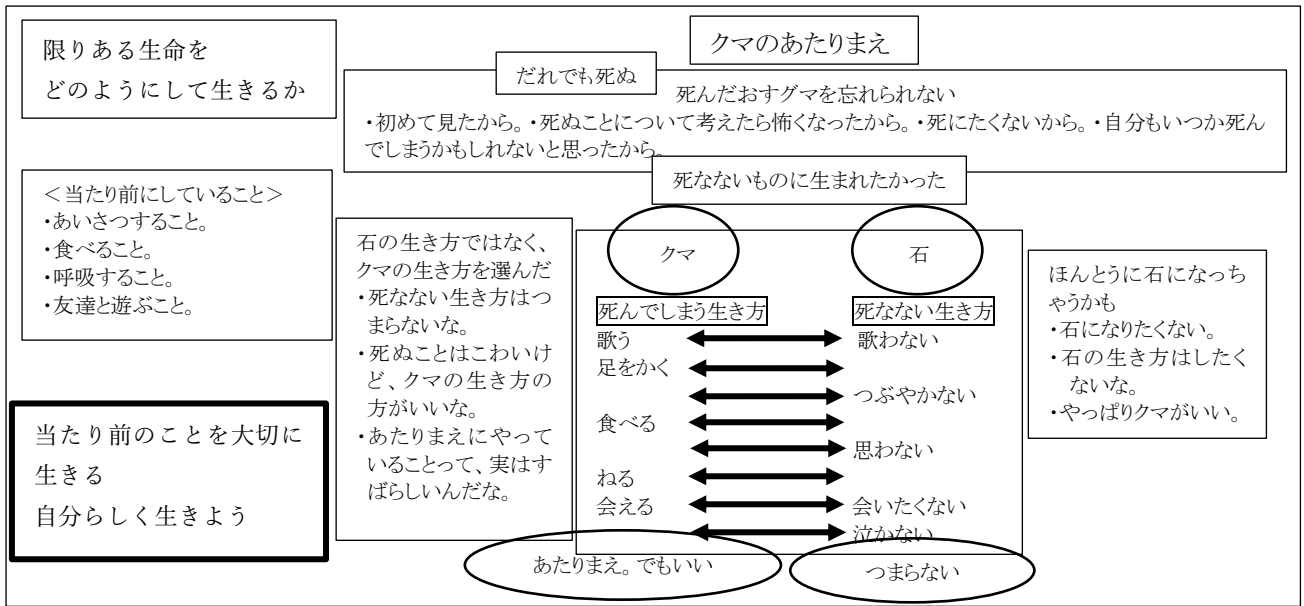 クマのあたりまえ
限りある生命を
どのようにして生きるか
だれでも死ぬ
死んだおすグマを忘れられない
・初めて見たから。・死ぬことについて考えたら怖くなったから。・死にたくないから。・自分もいつか死ん
でしまうかもしれないと思ったから。
死なないものに生まれたかった
＜当たり前にしていること＞
・あいさつすること。
・食べること。
・呼吸すること。
・友達と遊ぶこと。
石の生き方ではなく、
クマの生き方を選んだ
・死なない生き方はつ
まらないな。
・死ぬことはこわいけ
ど、クマの生き方の
方がいいな。
・あたりまえにやって
いることって、実はす
ばらしいんだな。
クマ 石
死んでしまう生き方 死なない生き方
歌う 歌わない
足をかく
つぶやかない
食べる
思わない
ねる
会える 会いたくない
泣かない
あたりまえ。でもいい つまらない
ほんとうに石になっち
ゃうかも
・石になりたくない。
・石の生き方はしたく
ないな。
・やっぱりクマがいい。
当たり前のことを大切に
生きる
自分らしく生きよう